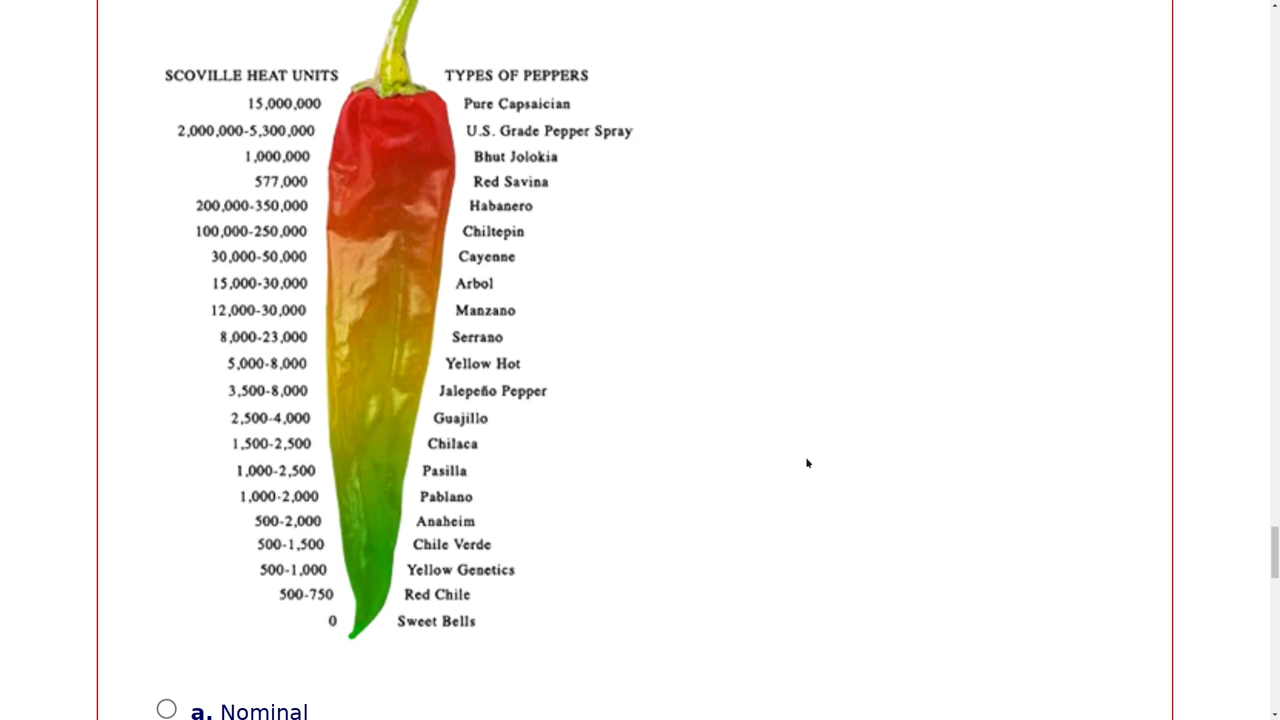 SCOVILLE HEAT UNITS TYPES OF PEPPERS
15,000,000 Pure Capsaician
2,000,000-5,300,000 U.S. Grade Pepper Spray
1,000,000 Bhut Jolokia
577,000 Red Savina
200,000-350,000 Habanero
100,000-250,000 Chiltepin
30,000-50,000 Cayenne
15,000-30,000 Arbol
12,000-30,000 Manzano
8,000-23,000 Serrano
5,000-8,000 Yellow Hot
3,500-8,000 Jalepeño Pepper
2,500-4,000 Guajillo
1,500-2,500 Chilaca
1,000-2,500 Pasilla
1,000-2,000 Pablano
500-2,000 Anaheim
500-1,500 Chile Verde
500-1,000 Yellow Genetics
500-750 Red Chile
0 Sweet Bells
a. Nominal